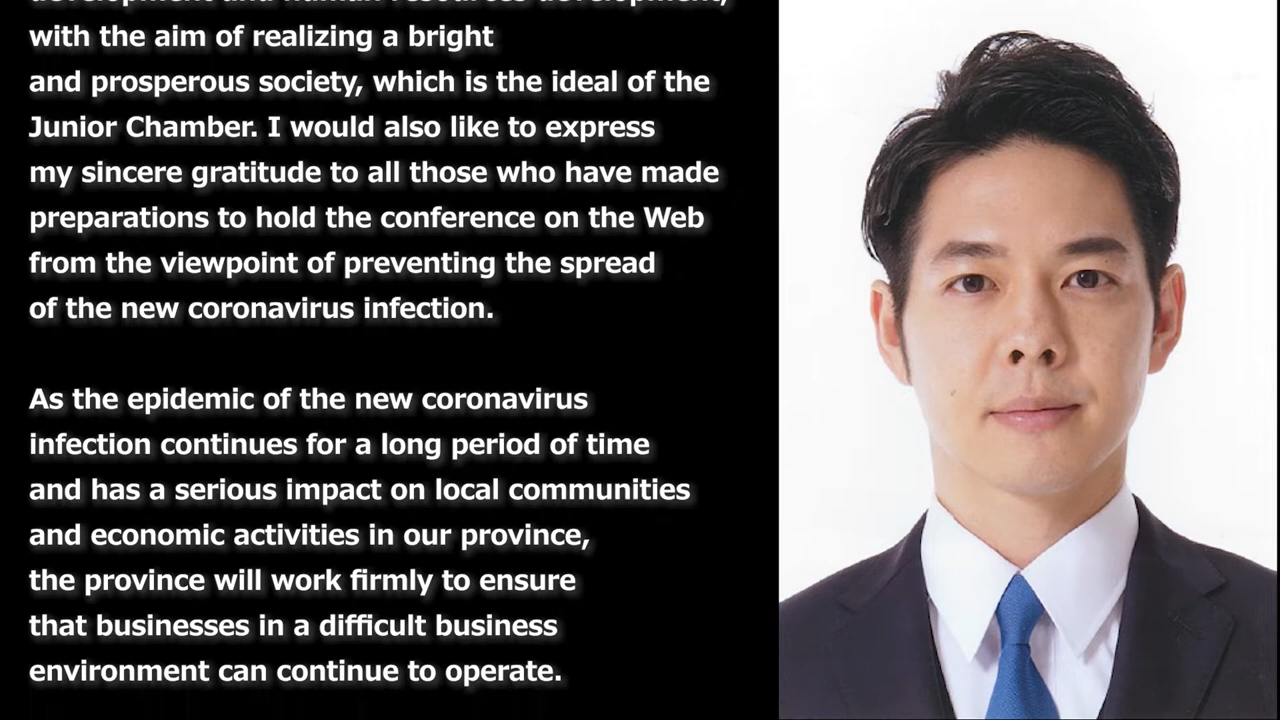 development and human resources development,
with the aim of realizing a bright
and prosperous society, which is the ideal of the
Junior Chamber. I would also like to express
my sincere gratitude to all those who have made
preparations to hold the conference on the Web
from the viewpoint of preventing the spread
of the new coronavirus infection.
As the epidemic of the new coronavirus
infection continues for a long period of time
and has a serious impact on local communities
and economic activities in our province,
the province will work firmly to ensure
that businesses in a difficult business
environment can continue to operate.